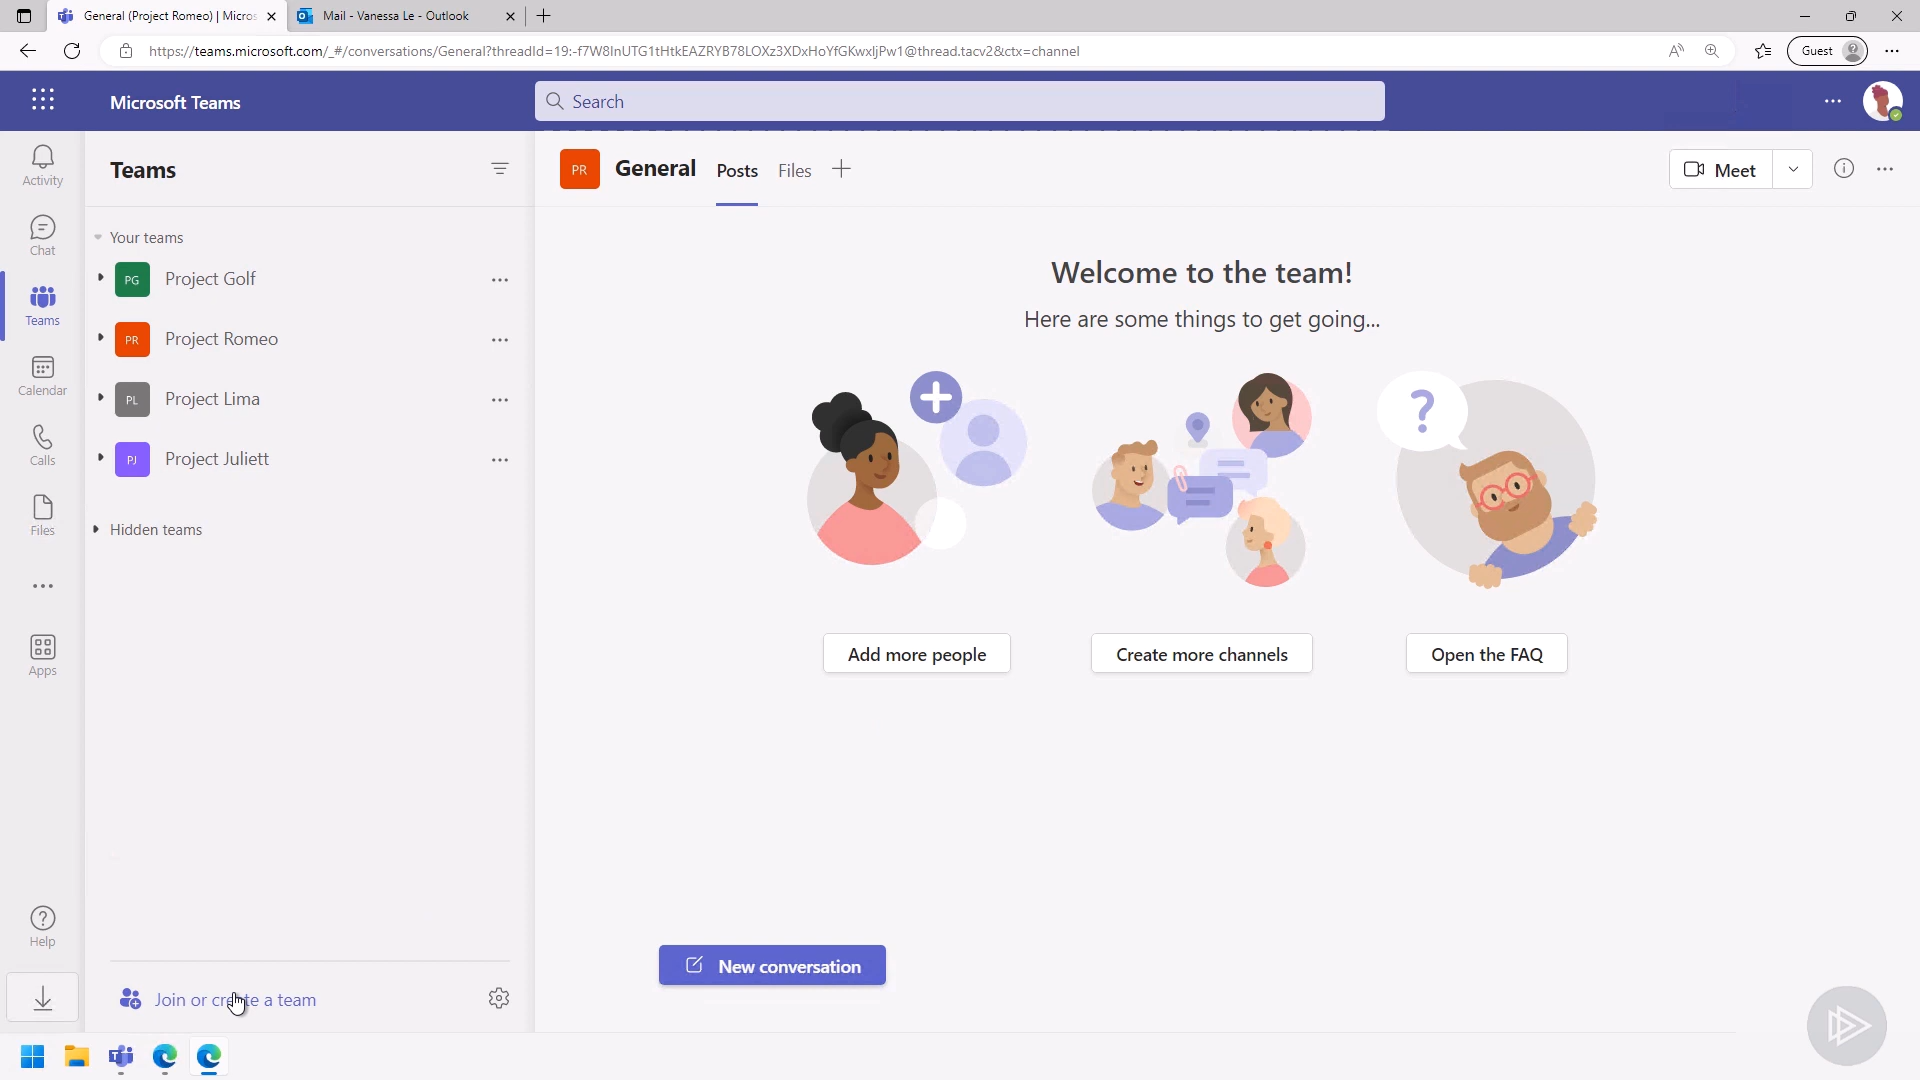 General (Project Romeo) | Micros
Mail - Vanessa Le - Outlook
https://teams.microsoft.com/_#/conversations/General?threadId=19:-f7W8InUTG1tHtkEAZRYB78LOXz3XDxHoYfGKwxljPw1@thread.tacv2&ctx=channel
Guest
Microsoft Teams
Search
Activity
Chat
Teams
Calendar
Calls
Files
Apps
Help
Teams
Your teams
PG Project Golf
PR Project Romeo
PL Project Lima
PJ Project Juliett
Hidden teams
Join or create a team
PR General Posts Files
Meet
Welcome to the team!
Here are some things to get going...
?
Add more people
Create more channels
Open the FAQ
New conversation